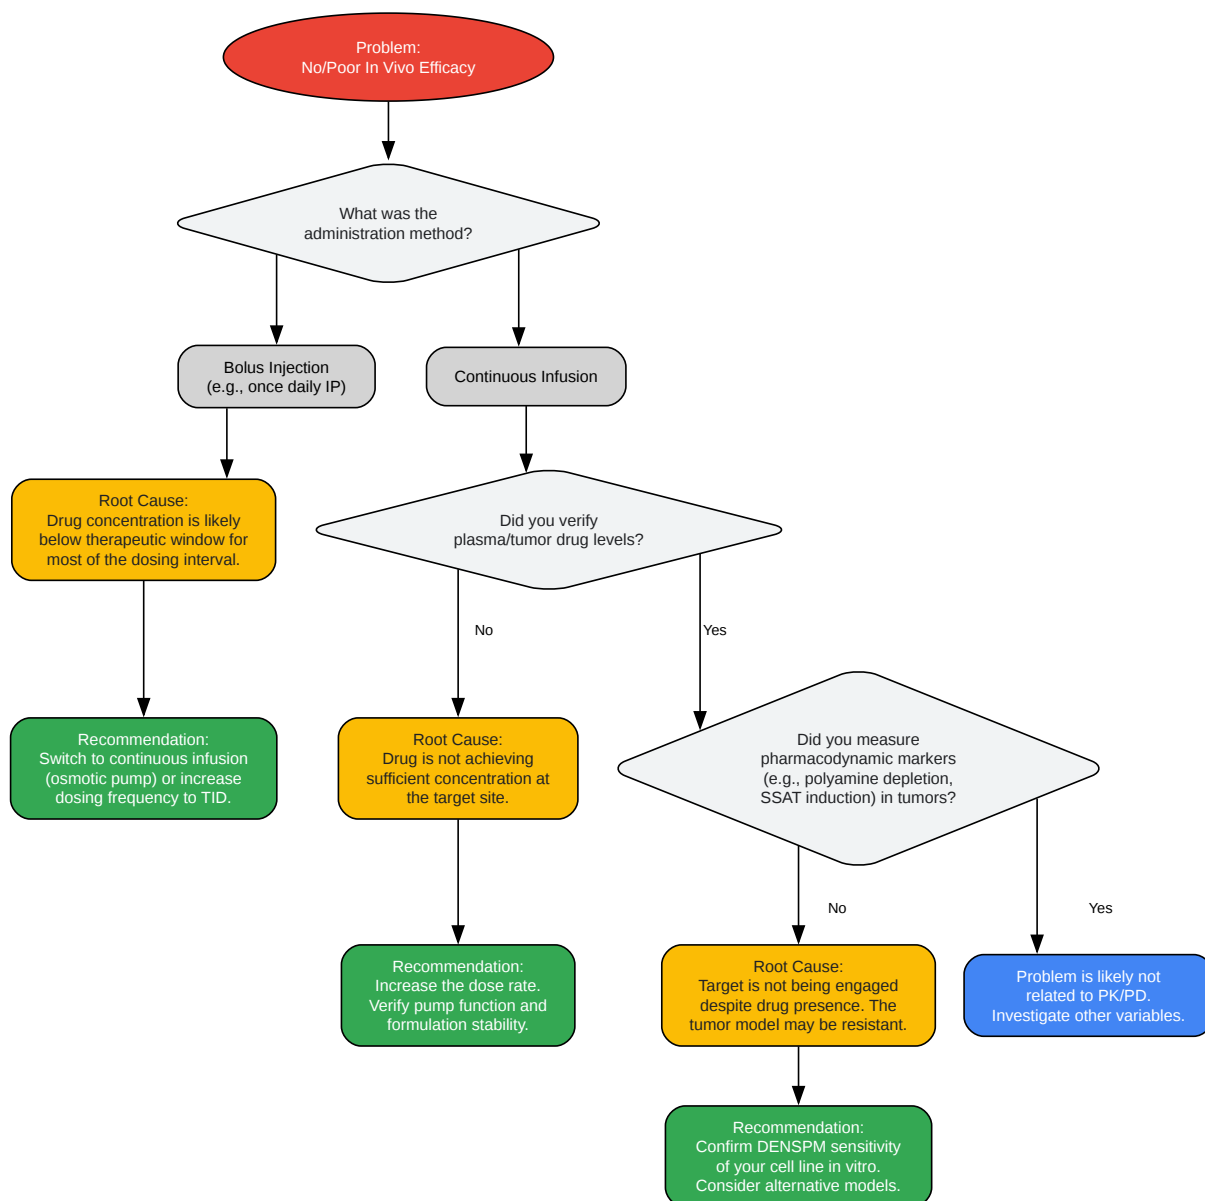 Problem:
No/Poor In Vivo Efficacy
What was the
administration method?
Bolus Injection
(e.g., once daily IP)
Continuous Infusion
Root Cause:
Drug concentration is likely
below therapeutic window for
most of the dosing interval.
Did you verify
plasma/tumor drug levels?
No
Yes
Recommendation:
Switch to continuous infusion
(osmotic pump) or increase
dosing frequency to TID.
Root Cause:
Drug is not achieving
sufficient concentration at
the target site.
Did you measure
pharmacodynamic markers
(e.g., polyamine depletion,
SSAT induction) in tumors?
No
Yes
Recommendation:
Increase the dose rate.
Verify pump function and
formulation stability.
Root Cause:
Target is not being engaged
despite drug presence. The
tumor model may be resistant.
Problem is likely not
related to PK/PD.
Investigate other variables.
Recommendation:
Confirm DENSPM sensitivity
of your cell line in vitro.
Consider alternative models.